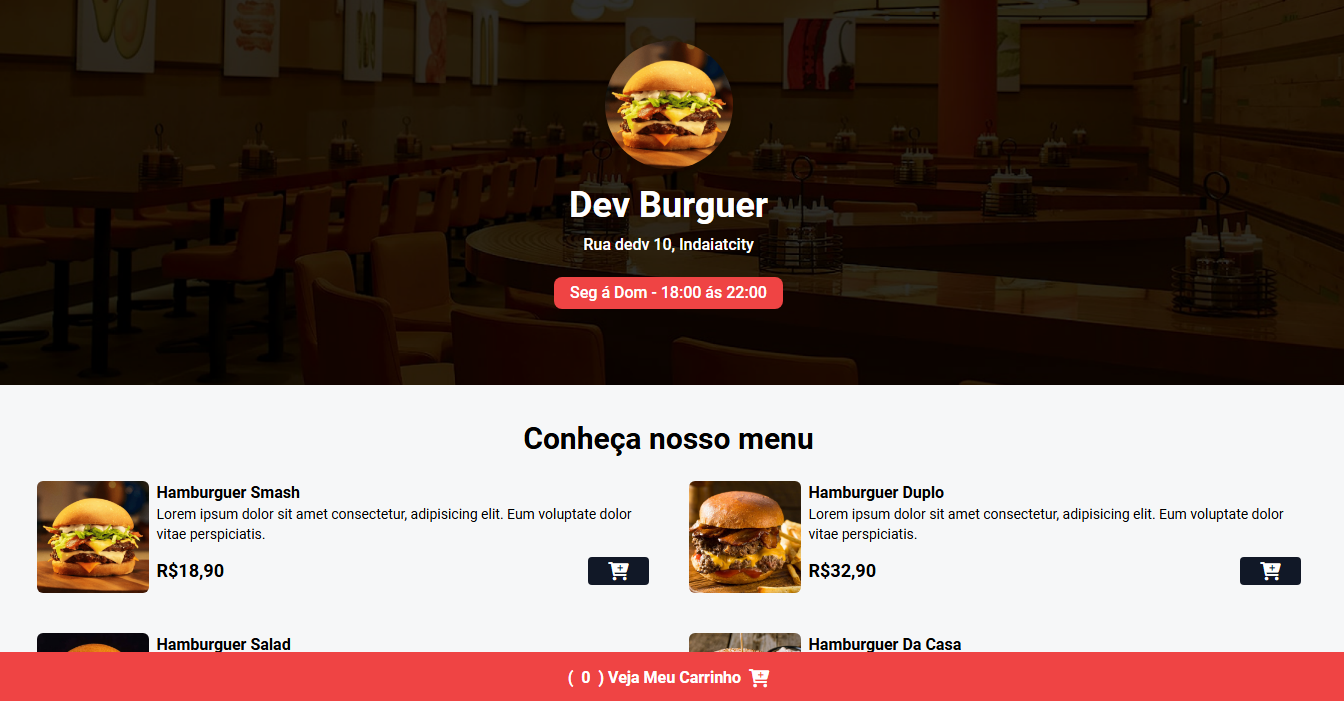 Dev Burguer
Rua dedv 10, Indaiatcity
Seg á Dom - 18:00 ás 22:00
Conheça nosso menu
Hamburguer Smash
Lorem ipsum dolor sit amet consectetur, adipisicing elit. Eum voluptate dolor
vitae perspiciatis.
R$18,90
Hamburguer Duplo
Lorem ipsum dolor sit amet consectetur, adipisicing elit. Eum voluptate dolor
vitae perspiciatis.
R$32,90
Hamburguer Salad
Hamburguer Da Casa
( 0 ) Veja Meu Carrinho